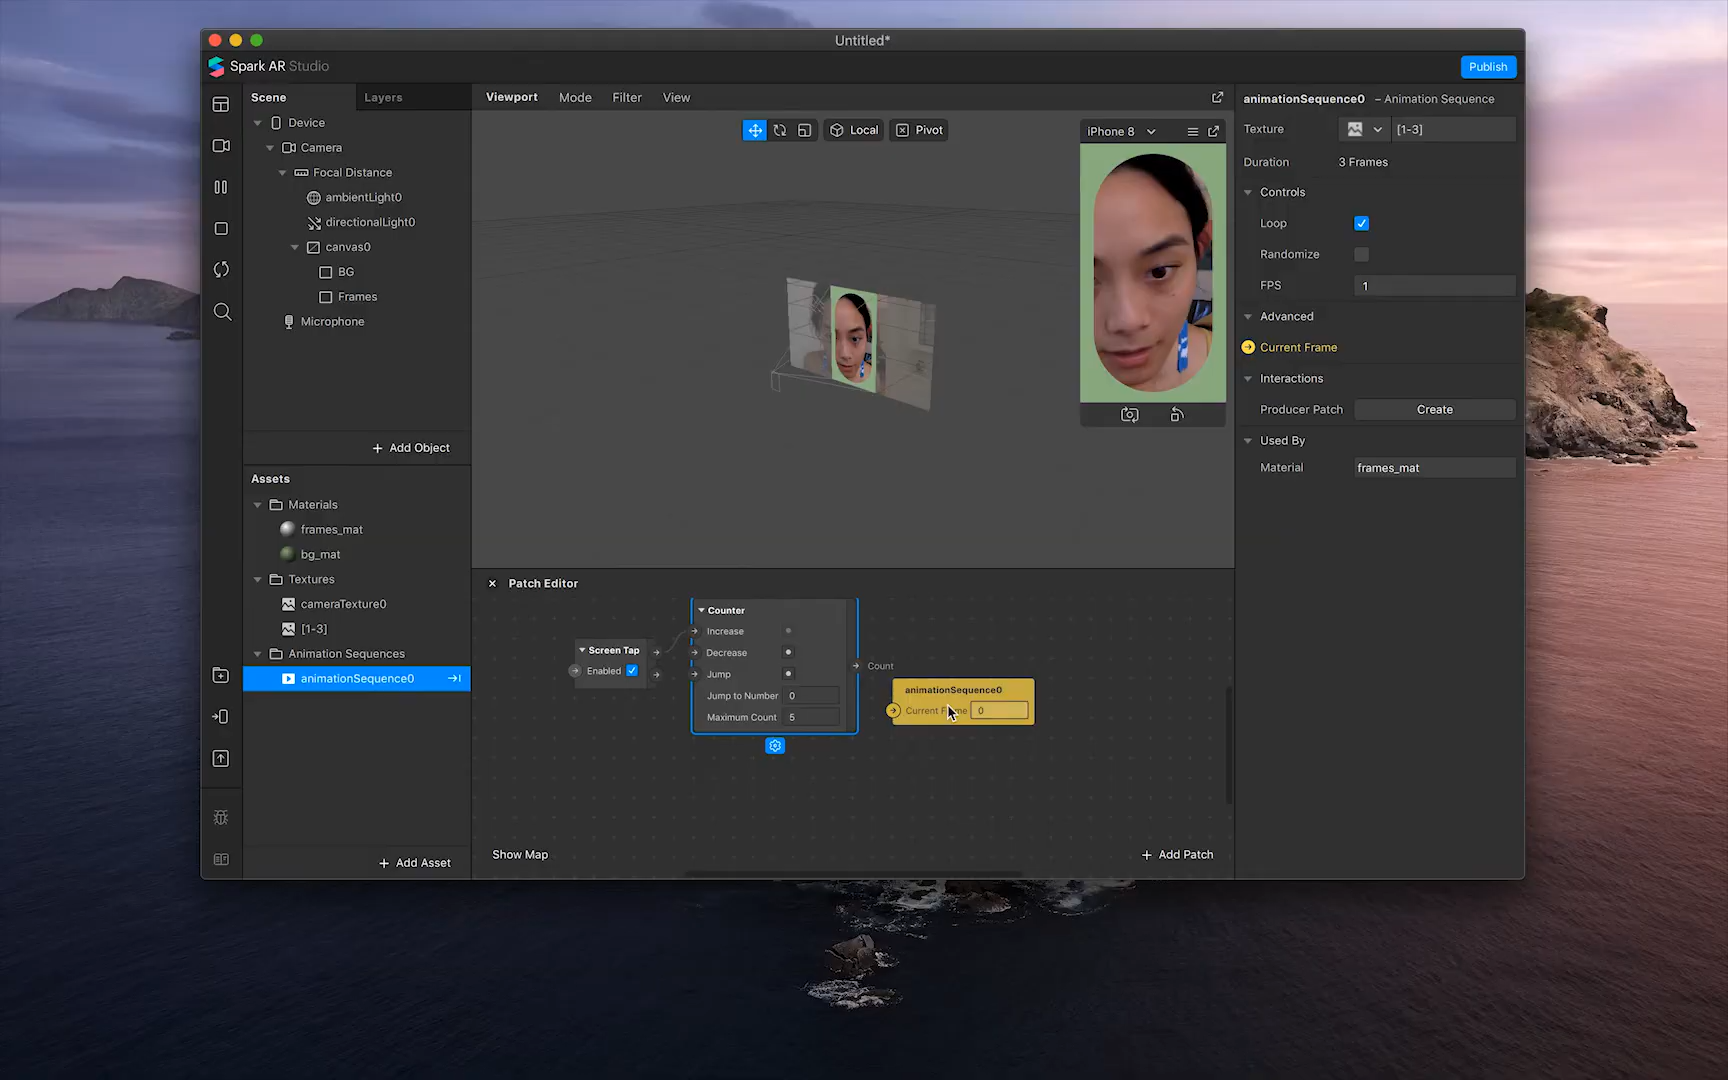 Untitled*
Spark AR Studio
Publish
Scene
Layers
Device
Camera
Focal Distance
ambientLight0
directionalLight0
canvas0
BG
Frames
Microphone
+ Add Object
Assets
Materials
frames_mat
bg_mat
Textures
cameraTexture0
[1-3]
Animation Sequences
animationSequence0
+ Add Asset
Viewport Mode Filter View
Local
Pivot
iPhone 8
Patch Editor
Screen Tap
Enabled
Counter
Increase
Decrease
Jump
Jump to Number 0
Maximum Count 5
Count
animationSequence0
Current 0
Show Map
+ Add Patch
animationSequence0 – Animation Sequence
Texture [1-3]
Duration 3 Frames
Controls
Loop
Randomize
FPS 1
Advanced
Current Frame
Interactions
Producer Patch Create
Used By
Material frames_mat